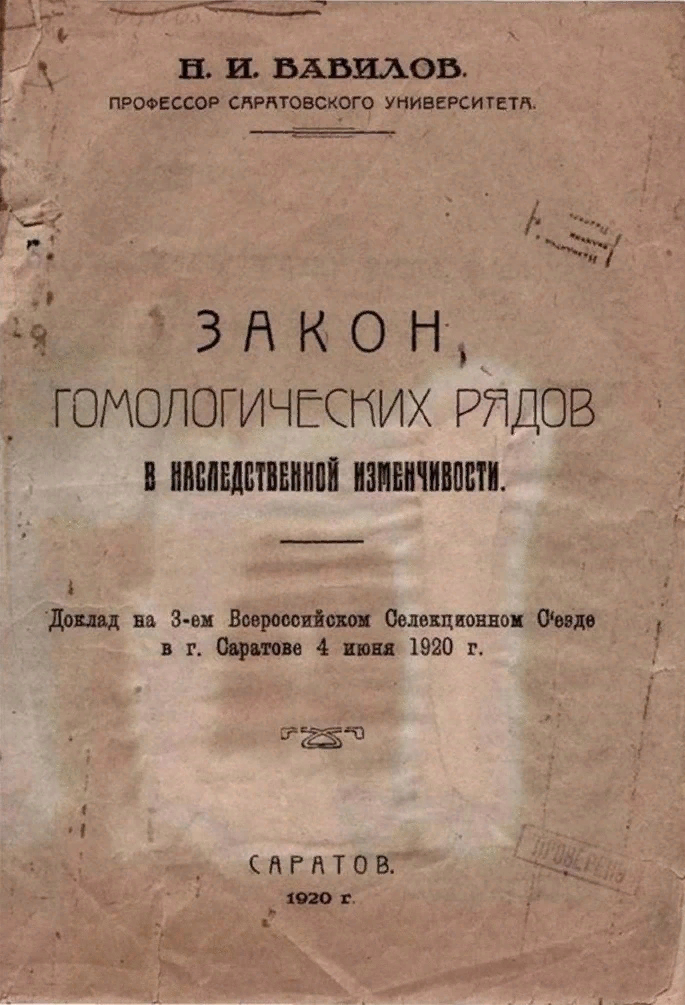 Н. И. ВАВИЛОВ.
ПРОФЕССОР САРАТОВСКОГО УНИВЕРСИТЕТА.
ЗАКОН
ГОМОЛОГИЧЕСКИХ РЯДОВ
В НАСЛЕДСТВЕННОЙ ИЗМЕНЧИВОСТИ.
Доклад на 3-ем Всероссийском Селекционном С‘езде
в г. Саратове 4 июня 1920 г.
САРАТОВ.
1920 г.
ПРОВЕРЕНО